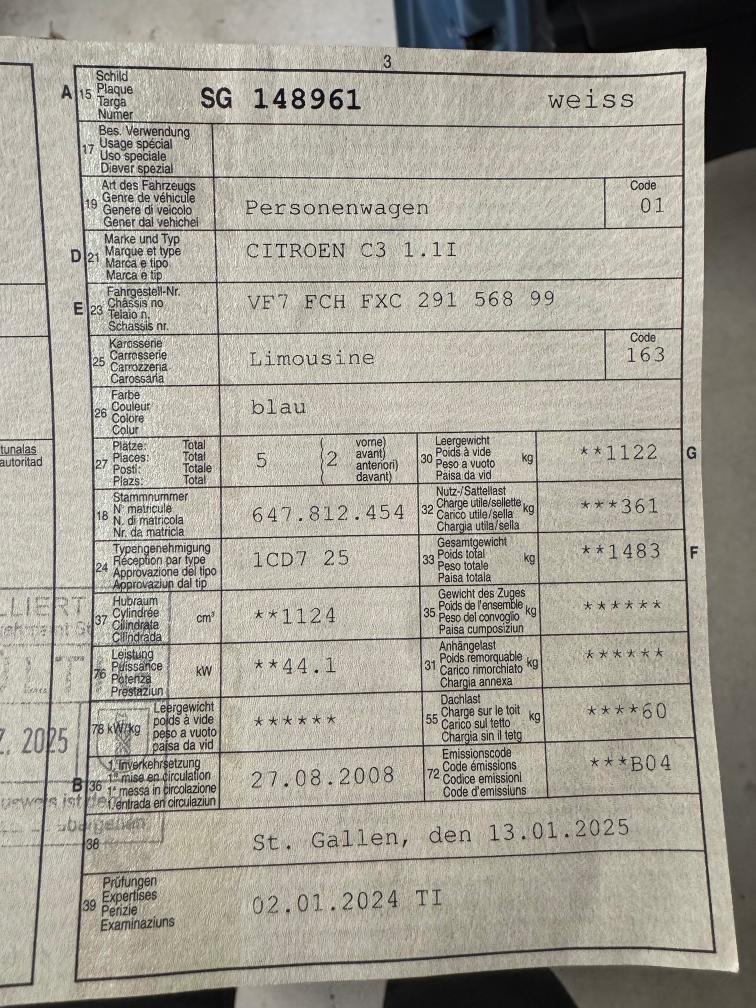 3
A 15 Schild
Plaque
Targa
Numer
SG 148961 weiss
17 Bes. Verwendung
Usage spécial
Uso speciale
Diever spezial
19 Art des Fahrzeugs
Genre de véhicule
Genere di veicolo
Gener dal vehichel
Personenwagen
Code
01
D 21 Marke und Typ
Marque et type
Marca e tipo
Marca e tip
CITROEN C3 1.1I
E 23 Fahrgestell-Nr.
Châssis no
Telaio n.
Schassis nr.
VF7 FCH FXC 291 568 99
25 Karosserie
Carrosserie
Carrozzeria
Carossaria
Limousine
Code
163
26 Farbe
Couleur
Colore
Colur
blau
27 Plätze: Total
Places: Total
Posti: Totale
Plazs: Total
5 2 vorne)
avant)
anteriori)
davant)
30 Leergewicht
Poids à vide
Peso a vuoto
Paisa da vid
kg
**1122
G
18 Stammnummer
N° matricule
N. di matricola
Nr. da matricla
647.812.454
32 Nutz-/Sattellast
Charge utile/sellette
Carico utile/sella
Chargia utila/sella
kg
***361
24 Typengenehmigung
Réception par type
Approvazione del tipo
Approvaziun dal tip
1CD7 25
33 Gesamtgewicht
Poids total
Peso totale
Paisa totala
kg
**1483
F
37 Hubraum
Cylindrée
Cilindrata
Cilindrada
cm³
**1124
35 Gewicht des Zuges
Poids de l'ensemble
Peso del convoglio
Paisa cumposiziun
kg
******
76 Leistung
Puissance
Potenza
Prestaziun
kW
**44.1
31 Anhängelast
Poids remorquable
Carico rimorchiato
Chargia annexa
kg
******
78 kW/kg Leergewicht
poids à vide
peso a vuoto
paisa da vid
******
55 Dachlast
Charge sur le toit
Carico sul tetto
Chargia sin il tetg
kg
****60
B 36 1. Inverkehrsetzung
1re mise en circulation
1a messa in circolazione
1. entrada en circulaziun
27.08.2008
72 Emissionscode
Code émissions
Codice emissioni
Code d'emissiuns
***B04
38
St. Gallen, den 13.01.2025
39 Prüfungen
Expertises
Perizie
Examinaziuns
02.01.2024 TI
tunalas
autoritad
LLIERT
Z. 2025
ist
übergeben